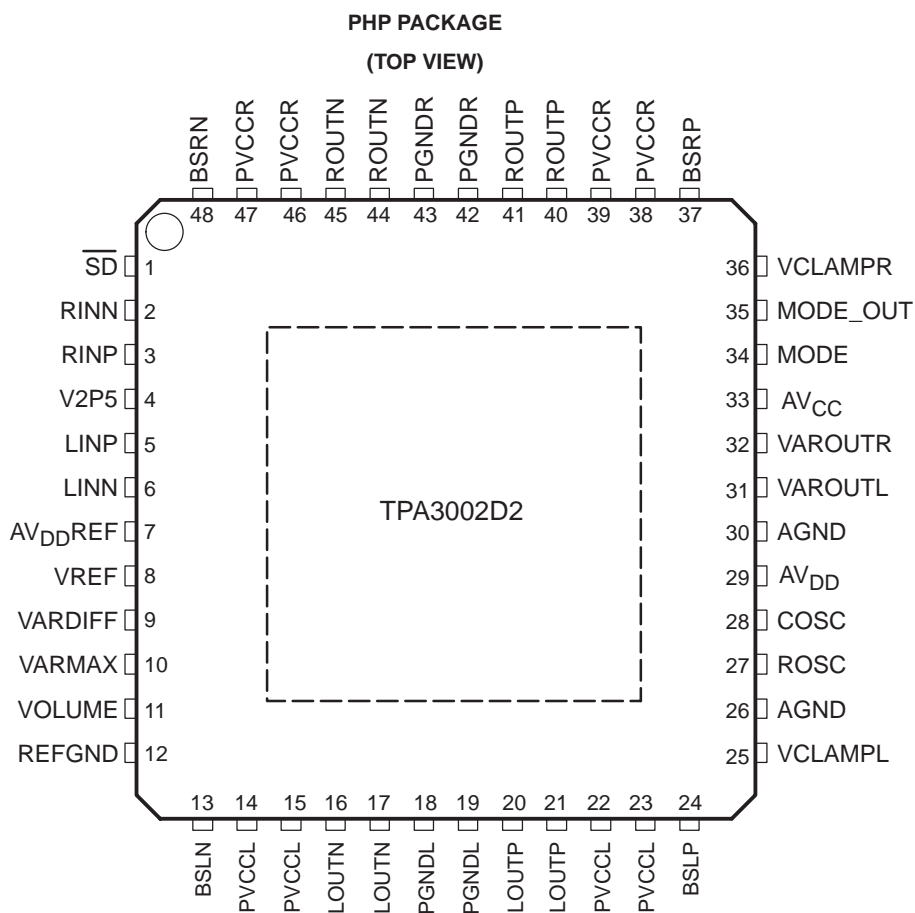 PHP PACKAGE
(TOP VIEW)
BSRN
PVCCR
PVCCR
ROUTN
ROUTN
PGNDR
PGNDR
ROUTP
ROUTP
PVCCR
PVCCR
BSRP
48 47 46 45 44 43 42 41 40 39 38 37
SD 1
RINN 2
RINP 3
V2P5 4
LINP 5
LINN 6
AVDDREF 7
VREF 8
VARDIFF 9
VARMAX 10
VOLUME 11
REFGND 12
TPA3002D2
36 VCLAMPR
35 MODE_OUT
34 MODE
33 AVCC
32 VAROUTR
31 VAROUTL
30 AGND
29 AVDD
28 COSC
27 ROSC
26 AGND
25 VCLAMPL
13 14 15 16 17 18 19 20 21 22 23 24
BSLN
PVCCL
PVCCL
LOUTN
LOUTN
PGNDL
PGNDL
LOUTP
LOUTP
PVCCL
PVCCL
BSLP